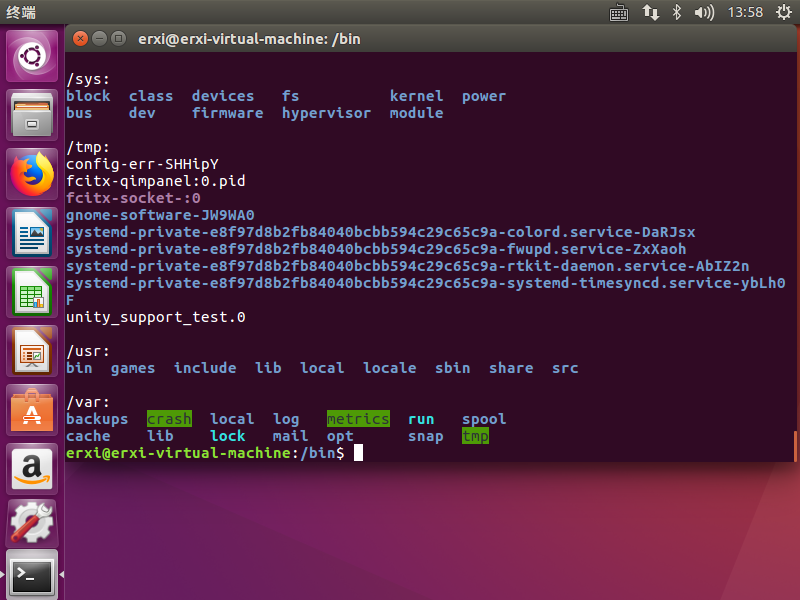 终端 13:58
erxi@erxi-virtual-machine: /bin
/sys:
block class devices fs kernel power
bus dev firmware hypervisor module
/tmp:
config-err-SHHipY
fcitx-qimpanel:0.pid
fcitx-socket-:0
gnome-software-JW9WA0
systemd-private-e8f97d8b2fb84040bcbb594c29c65c9a-colord.service-DaRJsx
systemd-private-e8f97d8b2fb84040bcbb594c29c65c9a-fwupd.service-ZxXaoh
systemd-private-e8f97d8b2fb84040bcbb594c29c65c9a-rtkit-daemon.service-AbIZ2n
systemd-private-e8f97d8b2fb84040bcbb594c29c65c9a-systemd-timesyncd.service-ybLh0
F
unity_support_test.0
/usr:
bin games include lib local locale sbin share src
/var:
backups crash local log metrics run spool
cache lib lock mail opt snap tmp
erxi@erxi-virtual-machine:/bin$